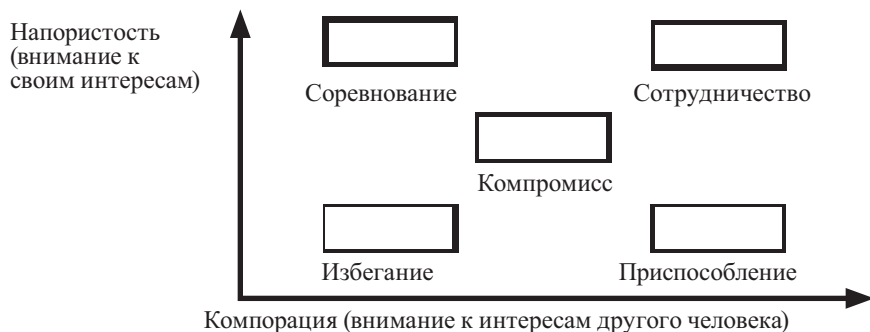 Напористость
(внимание к
своим интересам)
Соревнование
Сотрудничество
Компромисс
Избегание
Приспособление
Компорация (внимание к интересам другого человека)